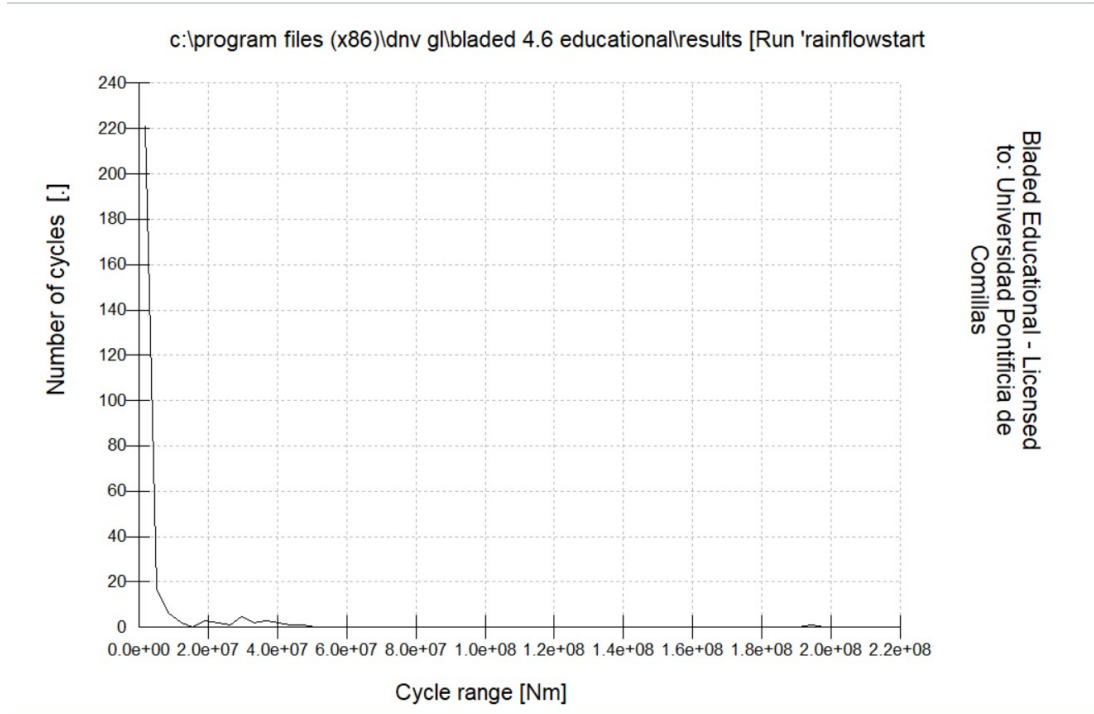 c:\program files (x86)\dnv gl\bladed 4.6 educational\results [Run 'rainflowstart
240
220
200
180
160
140
120
100
80
60
40
20
0
Number of cycles [.]
0.0e+00 2.0e+07 4.0e+07 6.0e+07 8.0e+07 1.0e+08 1.2e+08 1.4e+08 1.6e+08 1.8e+08 2.0e+08 2.2e+08
Cycle range [Nm]
Bladed Educational - Licensed
to: Universidad Pontificia de
Comillas